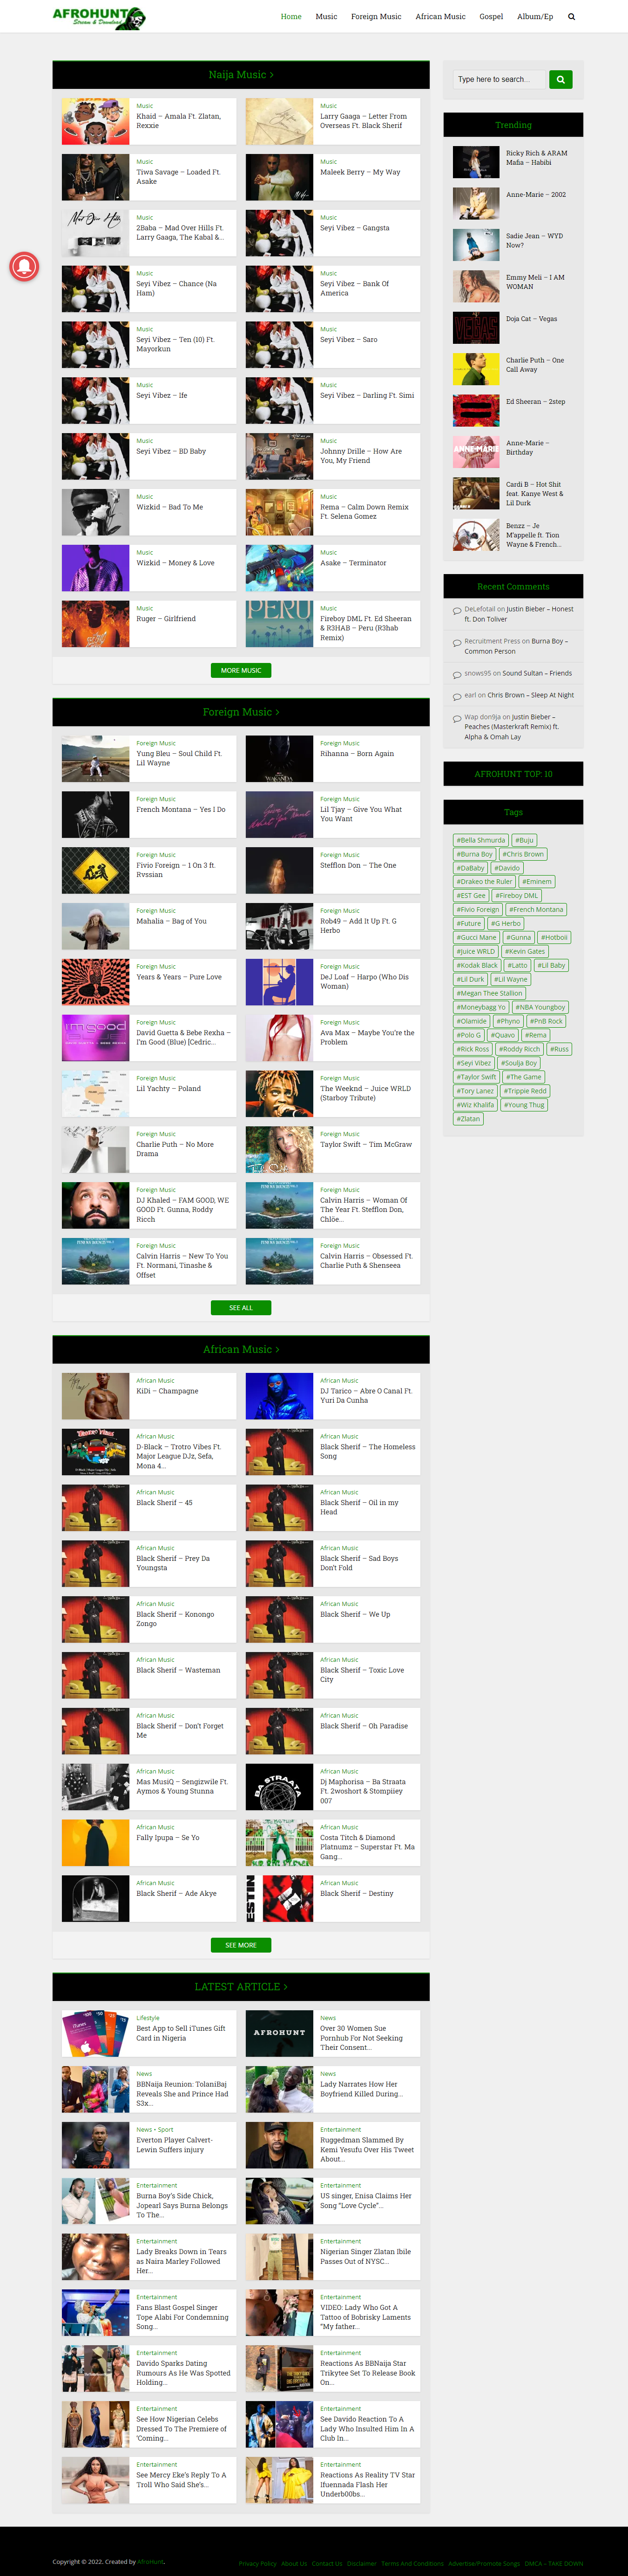 AFROHUNT
Stream & Download
Home Music Foreign Music African Music Gospel Album/Ep
Naija Music >
Music
Khaid – Amala Ft. Zlatan,
Rexxie
Music
Larry Gaaga – Letter From
Overseas Ft. Black Sherif
Music
Tiwa Savage – Loaded Ft.
Asake
Music
Maleek Berry – My Way
Music
2Baba – Mad Over Hills Ft.
Larry Gaaga, The Kabal &...
Music
Seyi Vibez – Gangsta
Music
Seyi Vibez – Chance (Na
Ham)
Music
Seyi Vibez – Bank Of
America
Music
Seyi Vibez – Ten (10) Ft.
Mayorkun
Music
Seyi Vibez – Saro
Music
Seyi Vibez – Ife
Music
Seyi Vibez – Darling Ft. Simi
Music
Seyi Vibez – BD Baby
Music
Johnny Drille – How Are
You, My Friend
Music
Wizkid – Bad To Me
Music
Rema – Calm Down Remix
Ft. Selena Gomez
Music
Wizkid – Money & Love
Music
Asake – Terminator
Music
Ruger – Girlfriend
PERU
Music
Fireboy DML Ft. Ed Sheeran
& R3HAB – Peru (R3hab
Remix)
MORE MUSIC
Foreign Music >
Foreign Music
Yung Bleu – Soul Child Ft.
Lil Wayne
Foreign Music
Rihanna – Born Again
Foreign Music
French Montana – Yes I Do
Foreign Music
Lil Tjay – Give You What
You Want
Foreign Music
Fivio Foreign – 1 On 3 ft.
Rvssian
Foreign Music
Stefflon Don – The One
Foreign Music
Mahalia – Bag of You
Foreign Music
Rob49 – Add It Up Ft. G
Herbo
Foreign Music
Years & Years – Pure Love
Foreign Music
DeJ Loaf – Harpo (Who Dis
Woman)
Foreign Music
David Guetta & Bebe Rexha –
I'm Good (Blue) [Cedric...
Foreign Music
Ava Max – Maybe You're the
Problem
Foreign Music
Lil Yachty – Poland
Foreign Music
The Weeknd – Juice WRLD
(Starboy Tribute)
Foreign Music
Charlie Puth – No More
Drama
Foreign Music
Taylor Swift – Tim McGraw
Foreign Music
DJ Khaled – FAM GOOD, WE
GOOD Ft. Gunna, Roddy
Ricch
Foreign Music
Calvin Harris – Woman Of
The Year Ft. Stefflon Don,
Chlöe...
Foreign Music
Calvin Harris – New To You
Ft. Normani, Tinashe &
Offset
Foreign Music
Calvin Harris – Obsessed Ft.
Charlie Puth & Shenseea
SEE ALL
African Music >
African Music
KiDi – Champagne
African Music
DJ Tarico – Abre O Canal Ft.
Yuri Da Cunha
African Music
D-Black – Trotro Vibes Ft.
Major League DJz, Sefa,
Mona 4...
African Music
Black Sherif – The Homeless
Song
African Music
Black Sherif – 45
African Music
Black Sherif – Oil in my
Head
African Music
Black Sherif – Prey Da
Youngsta
African Music
Black Sherif – Sad Boys
Don't Fold
African Music
Black Sherif – Konongo
Zongo
African Music
Black Sherif – We Up
African Music
Black Sherif – Wasteman
African Music
Black Sherif – Toxic Love
City
African Music
Black Sherif – Don't Forget
Me
African Music
Black Sherif – Oh Paradise
African Music
Mas MusiQ – Sengizwile Ft.
Aymos & Young Stunna
BA STRAATA
African Music
Dj Maphorisa – Ba Straata
Ft. 2woshort & Stompiiey
007
African Music
Fally Ipupa – Se Yo
African Music
Costa Titch & Diamond
Platnumz – Superstar Ft. Ma
Gang...
African Music
Black Sherif – Ade Akye
African Music
Black Sherif – Destiny
SEE MORE
LATEST ARTICLE >
Lifestyle
Best App to Sell iTunes Gift
Card in Nigeria
AFROHUNT
News
Over 30 Women Sue
Pornhub For Not Seeking
Their Consent...
News
BBNaija Reunion: TolaniBaj
Reveals She and Prince Had
S3x...
News
Lady Narrates How Her
Boyfriend Killed During...
News • Sport
Everton Player Calvert-
Lewin Suffers injury
Entertainment
Ruggedman Slammed By
Kemi Yesufu Over His Tweet
About...
Entertainment
Burna Boy's Side Chick,
Jopearl Says Burna Belongs
To The...
Entertainment
US singer, Enisa Claims Her
Song "Love Cycle"...
Entertainment
Lady Breaks Down in Tears
as Naira Marley Followed
Her...
Entertainment
Nigerian Singer Zlatan Ibile
Passes Out of NYSC...
Entertainment
Fans Blast Gospel Singer
Tope Alabi For Condemning
Song...
Entertainment
VIDEO: Lady Who Got A
Tattoo of Bobrisky Laments
"My father...
Entertainment
Davido Sparks Dating
Rumours As He Was Spotted
Holding...
Entertainment
Reactions As BBNaija Star
Trikytee Set To Release Book
On...
Entertainment
See How Nigerian Celebs
Dressed To The Premiere of
'Coming...
Entertainment
See Davido Reaction To A
Lady Who Insulted Him In A
Club In...
Entertainment
See Mercy Eke's Reply To A
Troll Who Said She's...
Entertainment
Reactions As Reality TV Star
Ifuennada Flash Her
Underb00bs...
Type here to search...
Trending
Ricky Rich & ARAM
Mafia – Habibi
Anne-Marie – 2002
Sadie Jean – WYD
Now?
Emmy Meli – I AM
WOMAN
VEGAS
Doja Cat – Vegas
Charlie Puth – One
Call Away
Ed Sheeran – 2step
ANNE-MARIE
Anne-Marie –
Birthday
CARDI B
Cardi B – Hot Shit
feat. Kanye West &
Lil Durk
Benzz – Je
M'appelle ft. Tion
Wayne & French...
Recent Comments
DeLefotail on Justin Bieber – Honest
ft. Don Toliver
Recruitment Press on Burna Boy –
Common Person
snows95 on Sound Sultan – Friends
earl on Chris Brown – Sleep At Night
Wap don9ja on Justin Bieber –
Peaches (Masterkraft Remix) ft.
Alpha & Omah Lay
AFROHUNT TOP: 10
Tags
#Bella Shmurda #Buju
#Burna Boy #Chris Brown
#DaBaby #Davido
#Drakeo the Ruler #Eminem
#EST Gee #Fireboy DML
#Fivio Foreign #French Montana
#Future #G Herbo
#Gucci Mane #Gunna #Hotboii
#Juice WRLD #Kevin Gates
#Kodak Black #Latto #Lil Baby
#Lil Durk #Lil Wayne
#Megan Thee Stallion
#Moneybagg Yo #NBA Youngboy
#Olamide #Phyno #PnB Rock
#Polo G #Quavo #Rema
#Rick Ross #Roddy Ricch #Russ
#Seyi Vibez #Soulja Boy
#Taylor Swift #The Game
#Tory Lanez #Trippie Redd
#Wiz Khalifa #Young Thug
#Zlatan
Copyright © 2022. Created by AfroHunt.
Privacy Policy About Us Contact Us Disclaimer Terms And Conditions Advertise/Promote Songs DMCA – TAKE DOWN